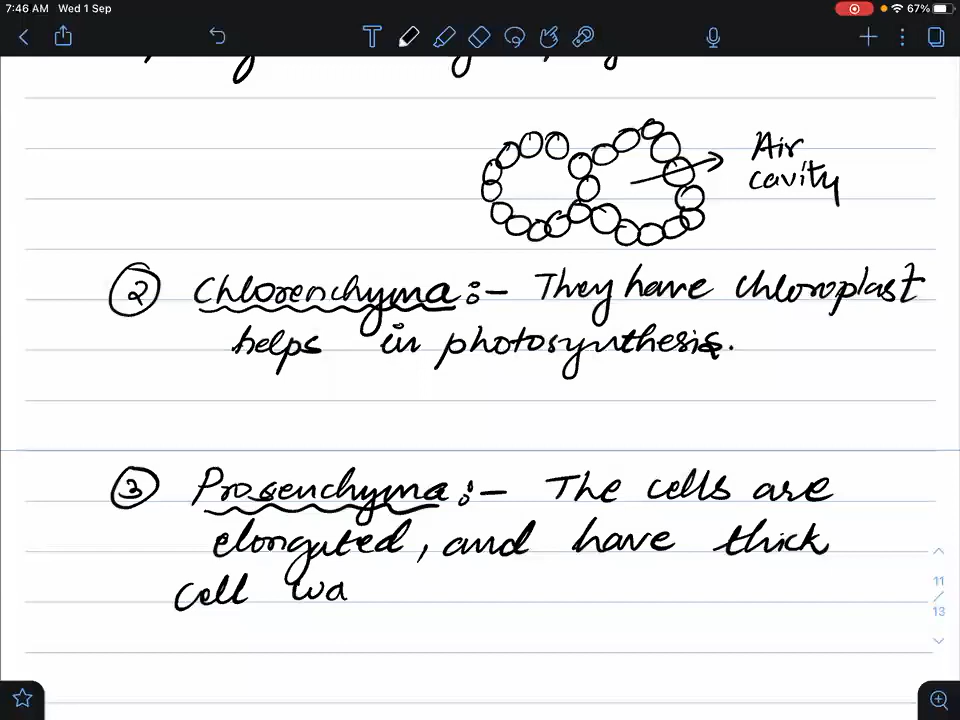 7:46 AM Wed 1 Sep
67%
Air
cavity
② Chlorenchyma :- They have chloroplast
helps in photosynthesis.
③ Prosenchyma :- The cells are
elongated, and have thick
cell wa
11
/
13